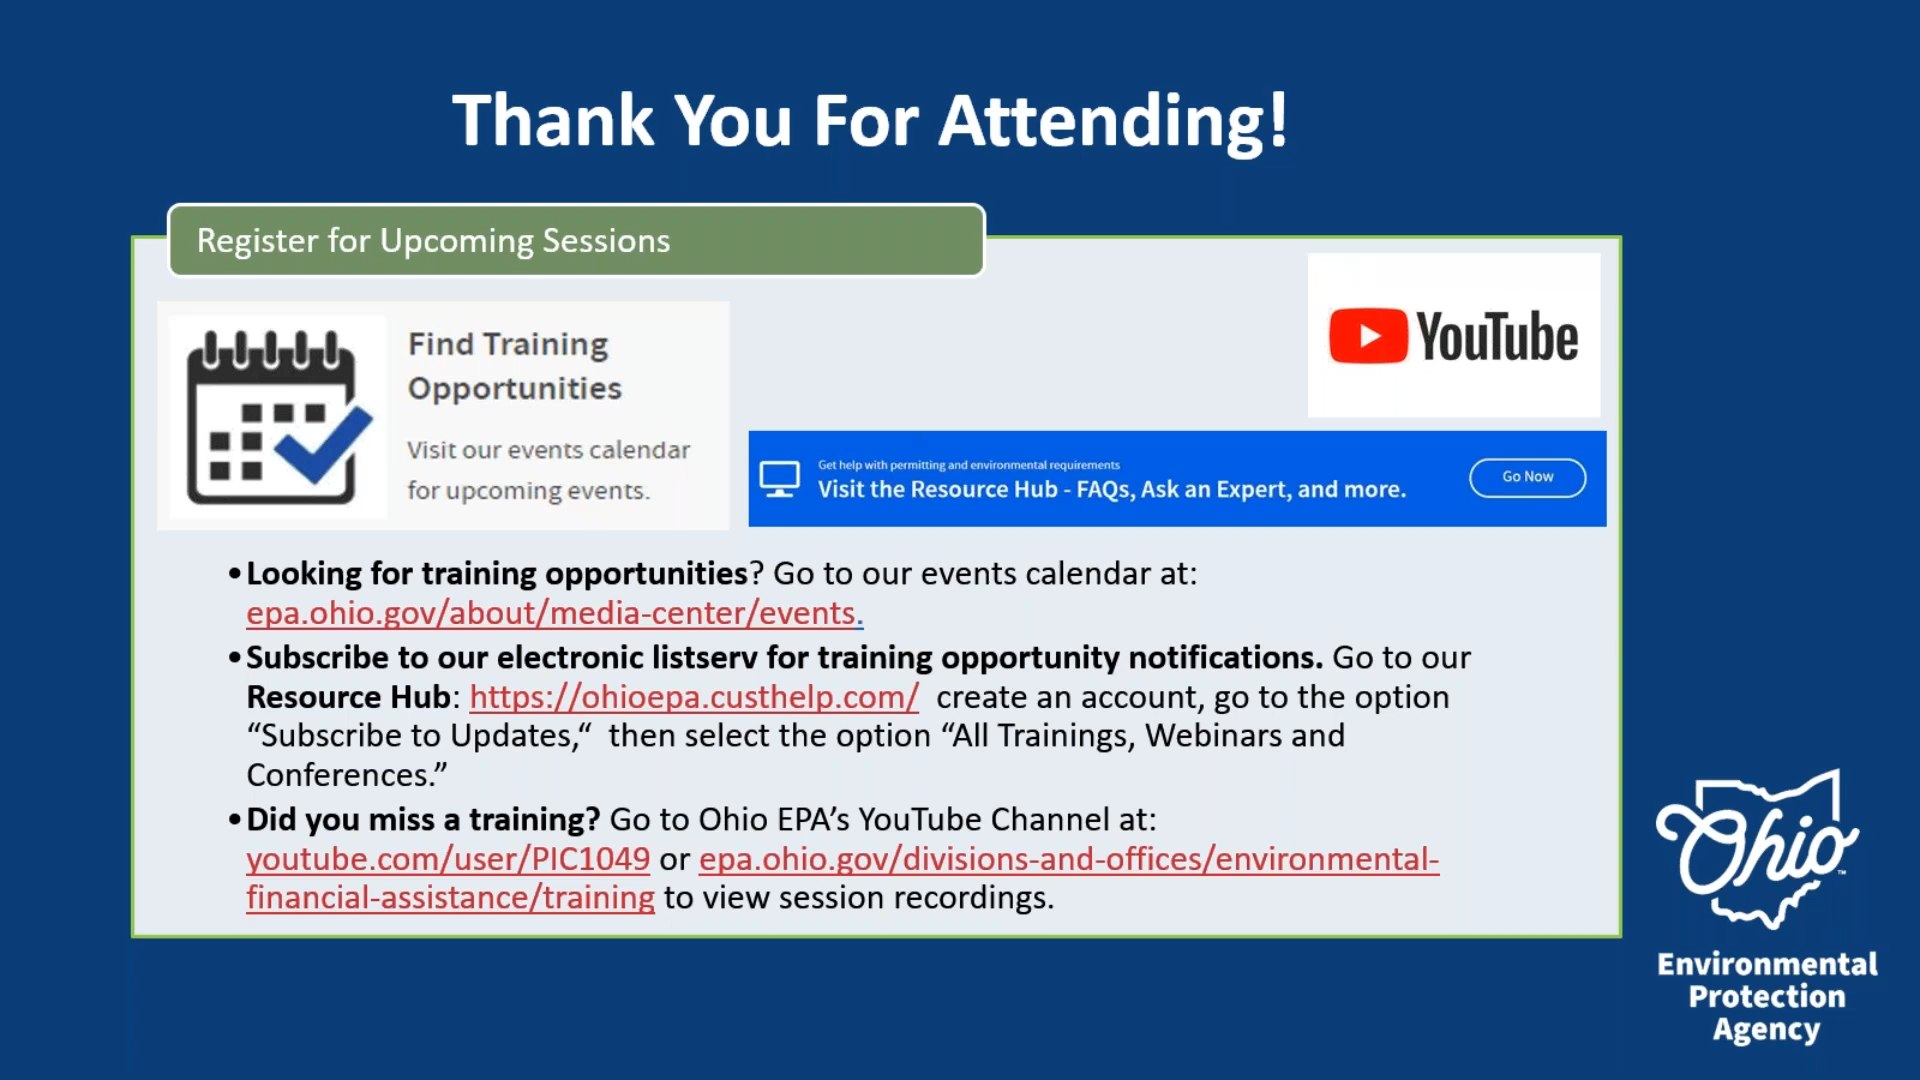 Thank You For Attending!
Register for Upcoming Sessions
Find Training
Opportunities
Visit our events calendar
for upcoming events.
YouTube
Get help with permitting and environmental requirements
Visit the Resource Hub - FAQs, Ask an Expert, and more.
Go Now
•Looking for training opportunities? Go to our events calendar at:
epa.ohio.gov/about/media-center/events.
•Subscribe to our electronic listserv for training opportunity notifications. Go to our
Resource Hub: https://ohioepa.custhelp.com/  create an account, go to the option
“Subscribe to Updates,“  then select the option “All Trainings, Webinars and
Conferences.”
•Did you miss a training? Go to Ohio EPA’s YouTube Channel at:
youtube.com/user/PIC1049 or epa.ohio.gov/divisions-and-offices/environmental-
financial-assistance/training to view session recordings.
Ohio™
Environmental
Protection
Agency